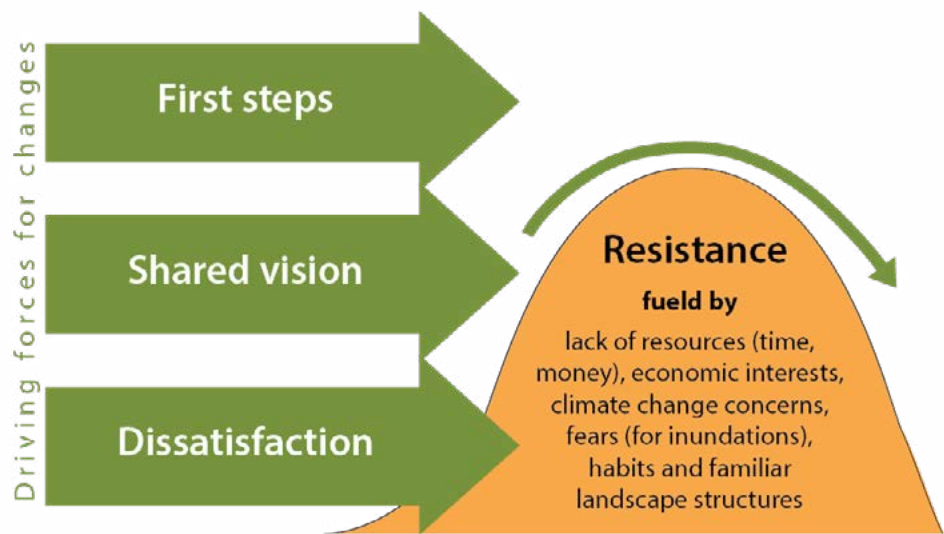 Driving forces for changes
First steps
Shared vision
Dissatisfaction
Resistance
fueld by
lack of resources (time,
money), economic interests,
climate change concerns,
fears (for inundations),
habits and familiar
landscape structures